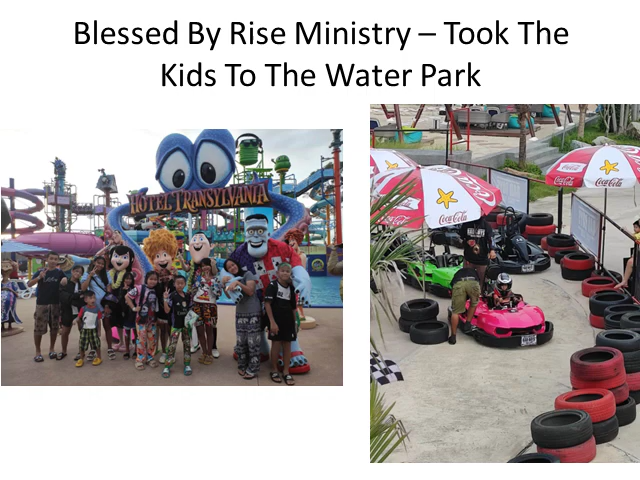 Blessed By Rise Ministry – Took The
Kids To The Water Park
HOTEL TRANSYLVANIA
Coca-Cola
Coca-Cola
Coca-Cola